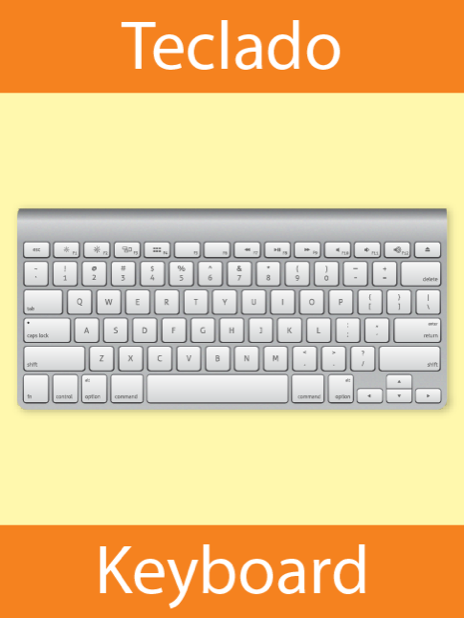 Teclado
esc F1 F2 F3 F4 F5 F6 F7 F8 F9 F10 F11 F12
! @ # $ % ^ & * ( )
1 2 3 4 5 6 7 8 9 0 - = delete
tab Q W E R T Y U I O P
caps lock A S D F G H J K L enter return
shift Z X C V B N M < > ? shift
fn control alt option command command alt option
Keyboard